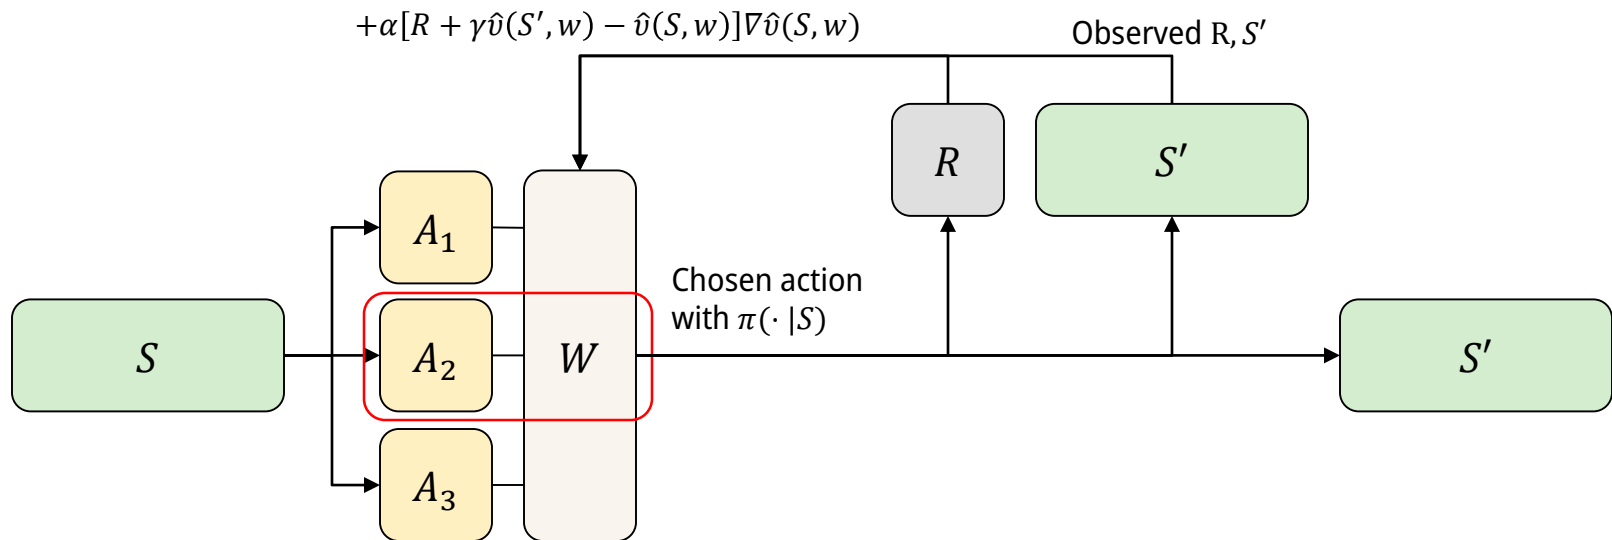 +α[R + γv̂(S′, w) − v̂(S, w)]∇v̂(S, w)
Observed R, S′
R
S′
A₁
Chosen action
with π(· |S)
S
A₂
W
S′
A₃